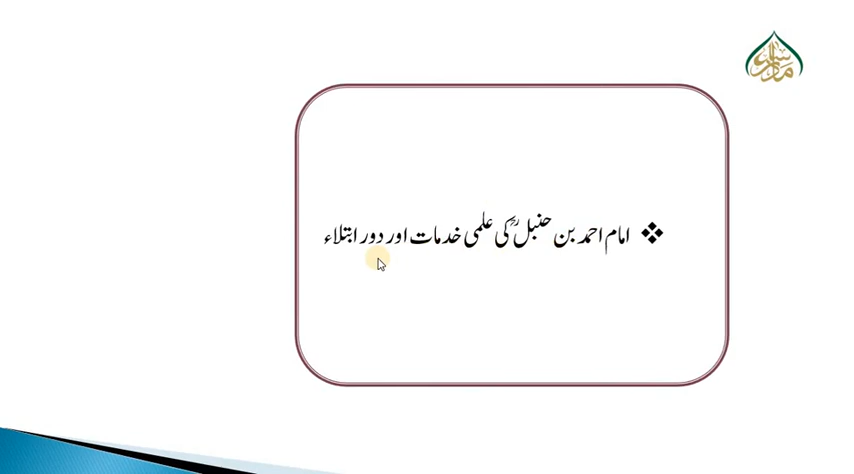 ❖ امام احمد بن حنبلؒ کی علمی خدمات اور دور ابتلاء